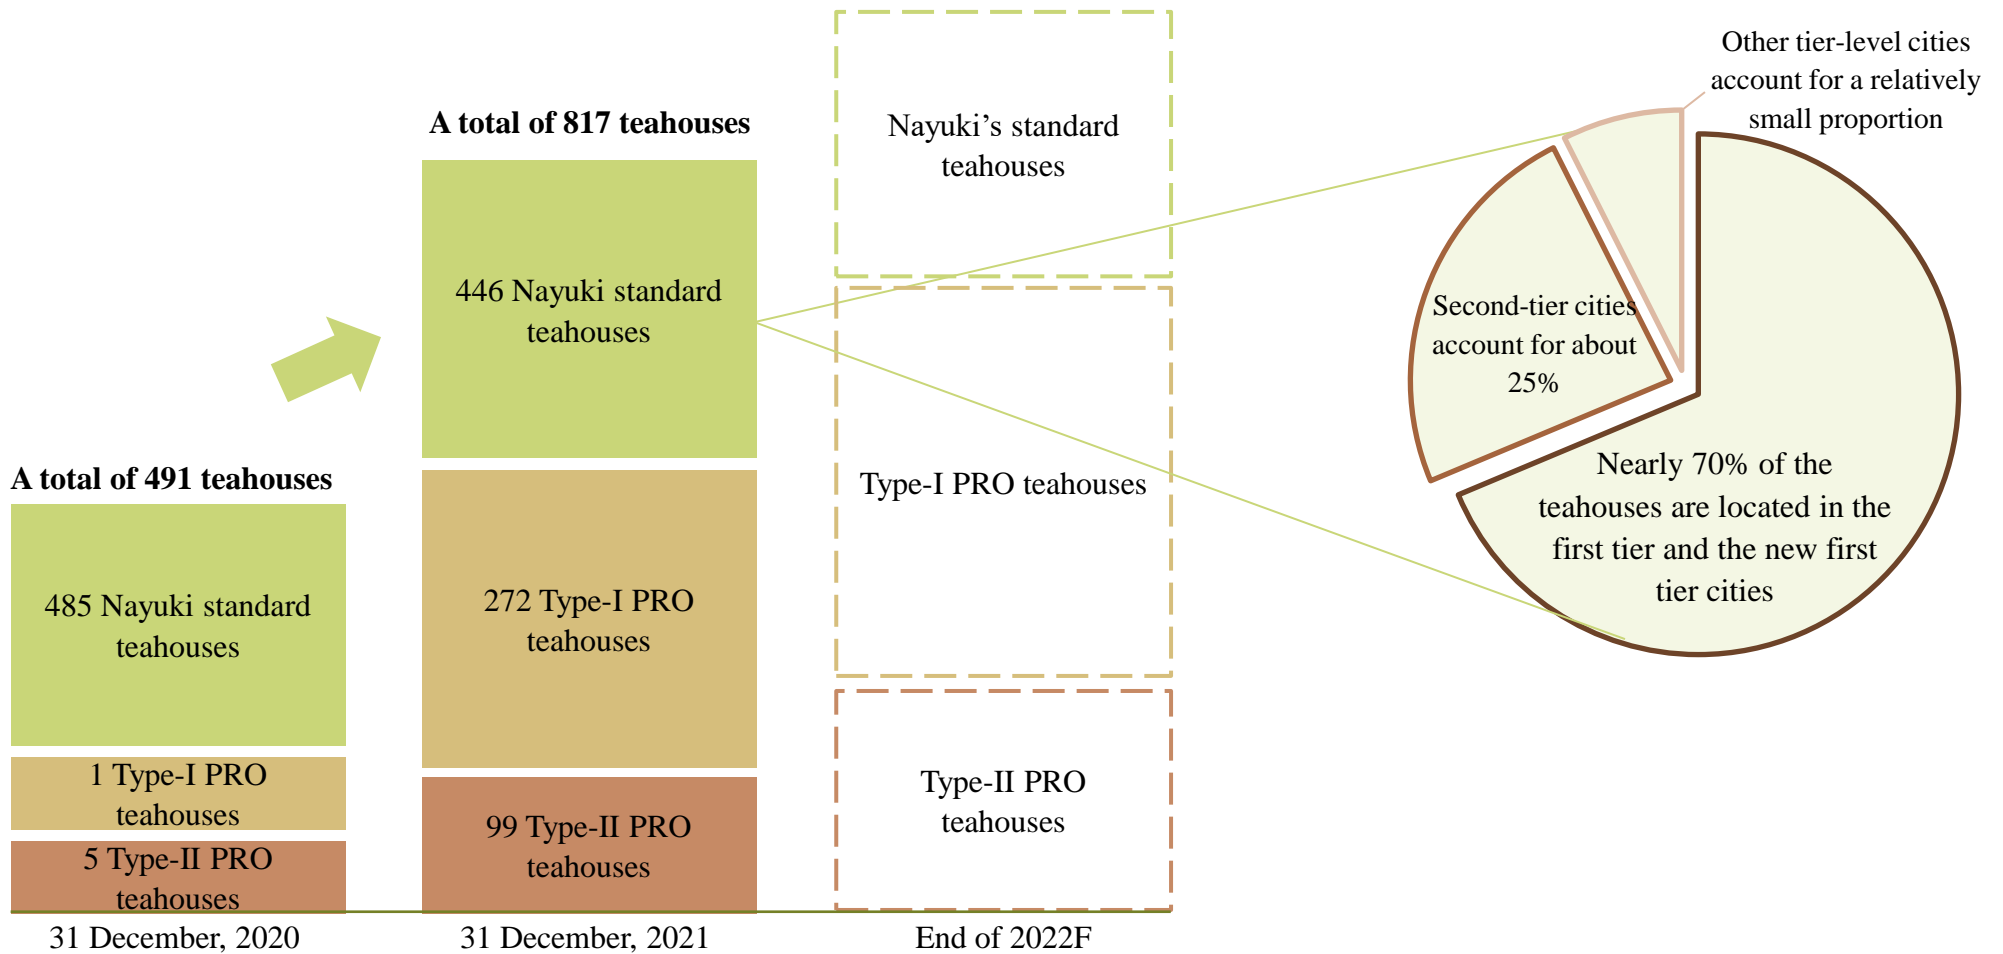 A total of 491 teahouses
485 Nayuki standard
teahouses
1 Type-I PRO
teahouses
5 Type-II PRO
teahouses
31 December, 2020
A total of 817 teahouses
446 Nayuki standard
teahouses
272 Type-I PRO
teahouses
99 Type-II PRO
teahouses
31 December, 2021
Nayuki’s standard
teahouses
Type-I PRO teahouses
Type-II PRO
teahouses
End of 2022F
Other tier-level cities
account for a relatively
small proportion
Second-tier cities
account for about
25%
Nearly 70% of the
teahouses are located in the
first tier and the new first
tier cities